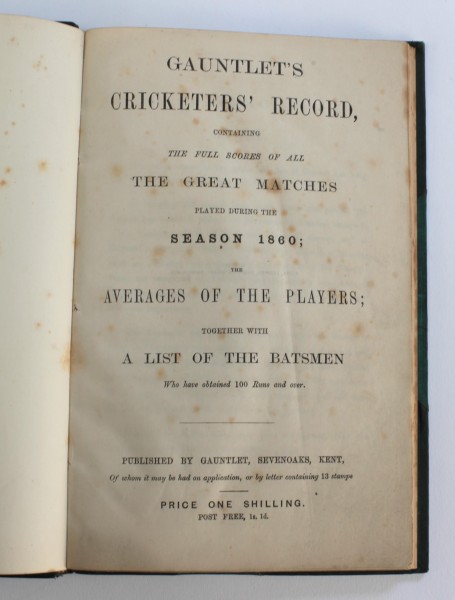 GAUNTLET'S
CRICKETERS' RECORD,
CONTAINING
THE FULL SCORES OF ALL
THE GREAT MATCHES
PLAYED DURING THE
SEASON 1860;
THE
AVERAGES OF THE PLAYERS;
TOGETHER WITH
A LIST OF THE BATSMEN
Who have obtained 100 Runs and over.
PUBLISHED BY GAUNTLET, SEVENOAKS, KENT,
Of whom it may be had on application, or by letter containing 13 stamps
PRICE ONE SHILLING.
POST FREE, 1s. 1d.